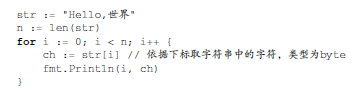 str := "Hello,世界"
n := len(str)
for i := 0; i < n; i++ {
    ch := str[i] // 依据下标取字符串中的字符，类型为byte
    fmt.Println(i, ch)
}